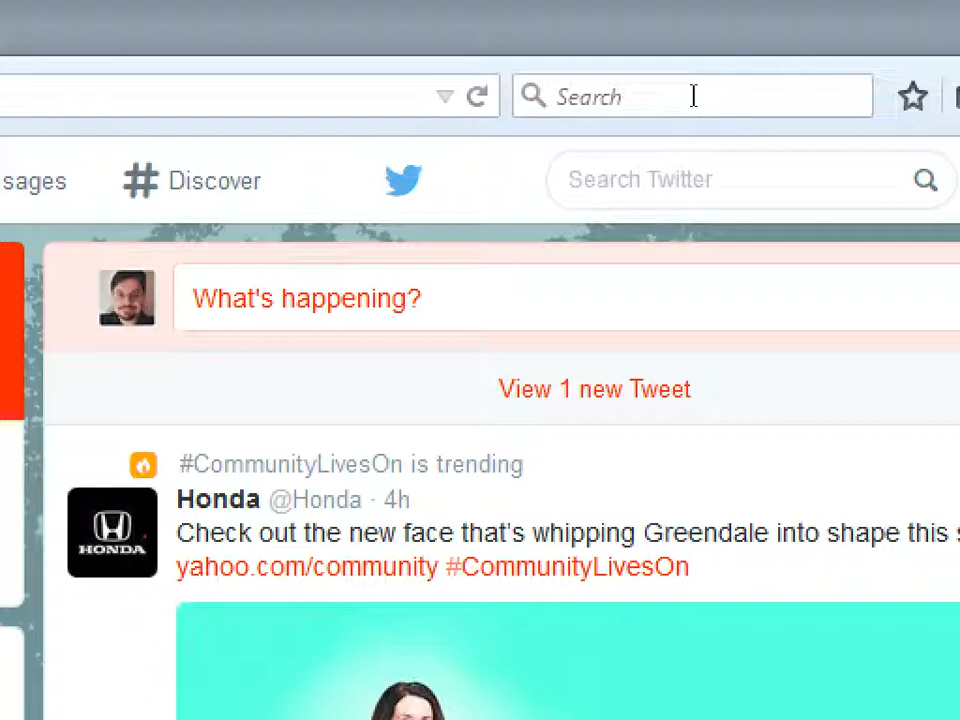 Search
sages
Discover
Search Twitter
What's happening?
View 1 new Tweet
#CommunityLivesOn is trending
Honda @Honda · 4h
HONDA
Check out the new face that's whipping Greendale into shape this s
yahoo.com/community #CommunityLivesOn